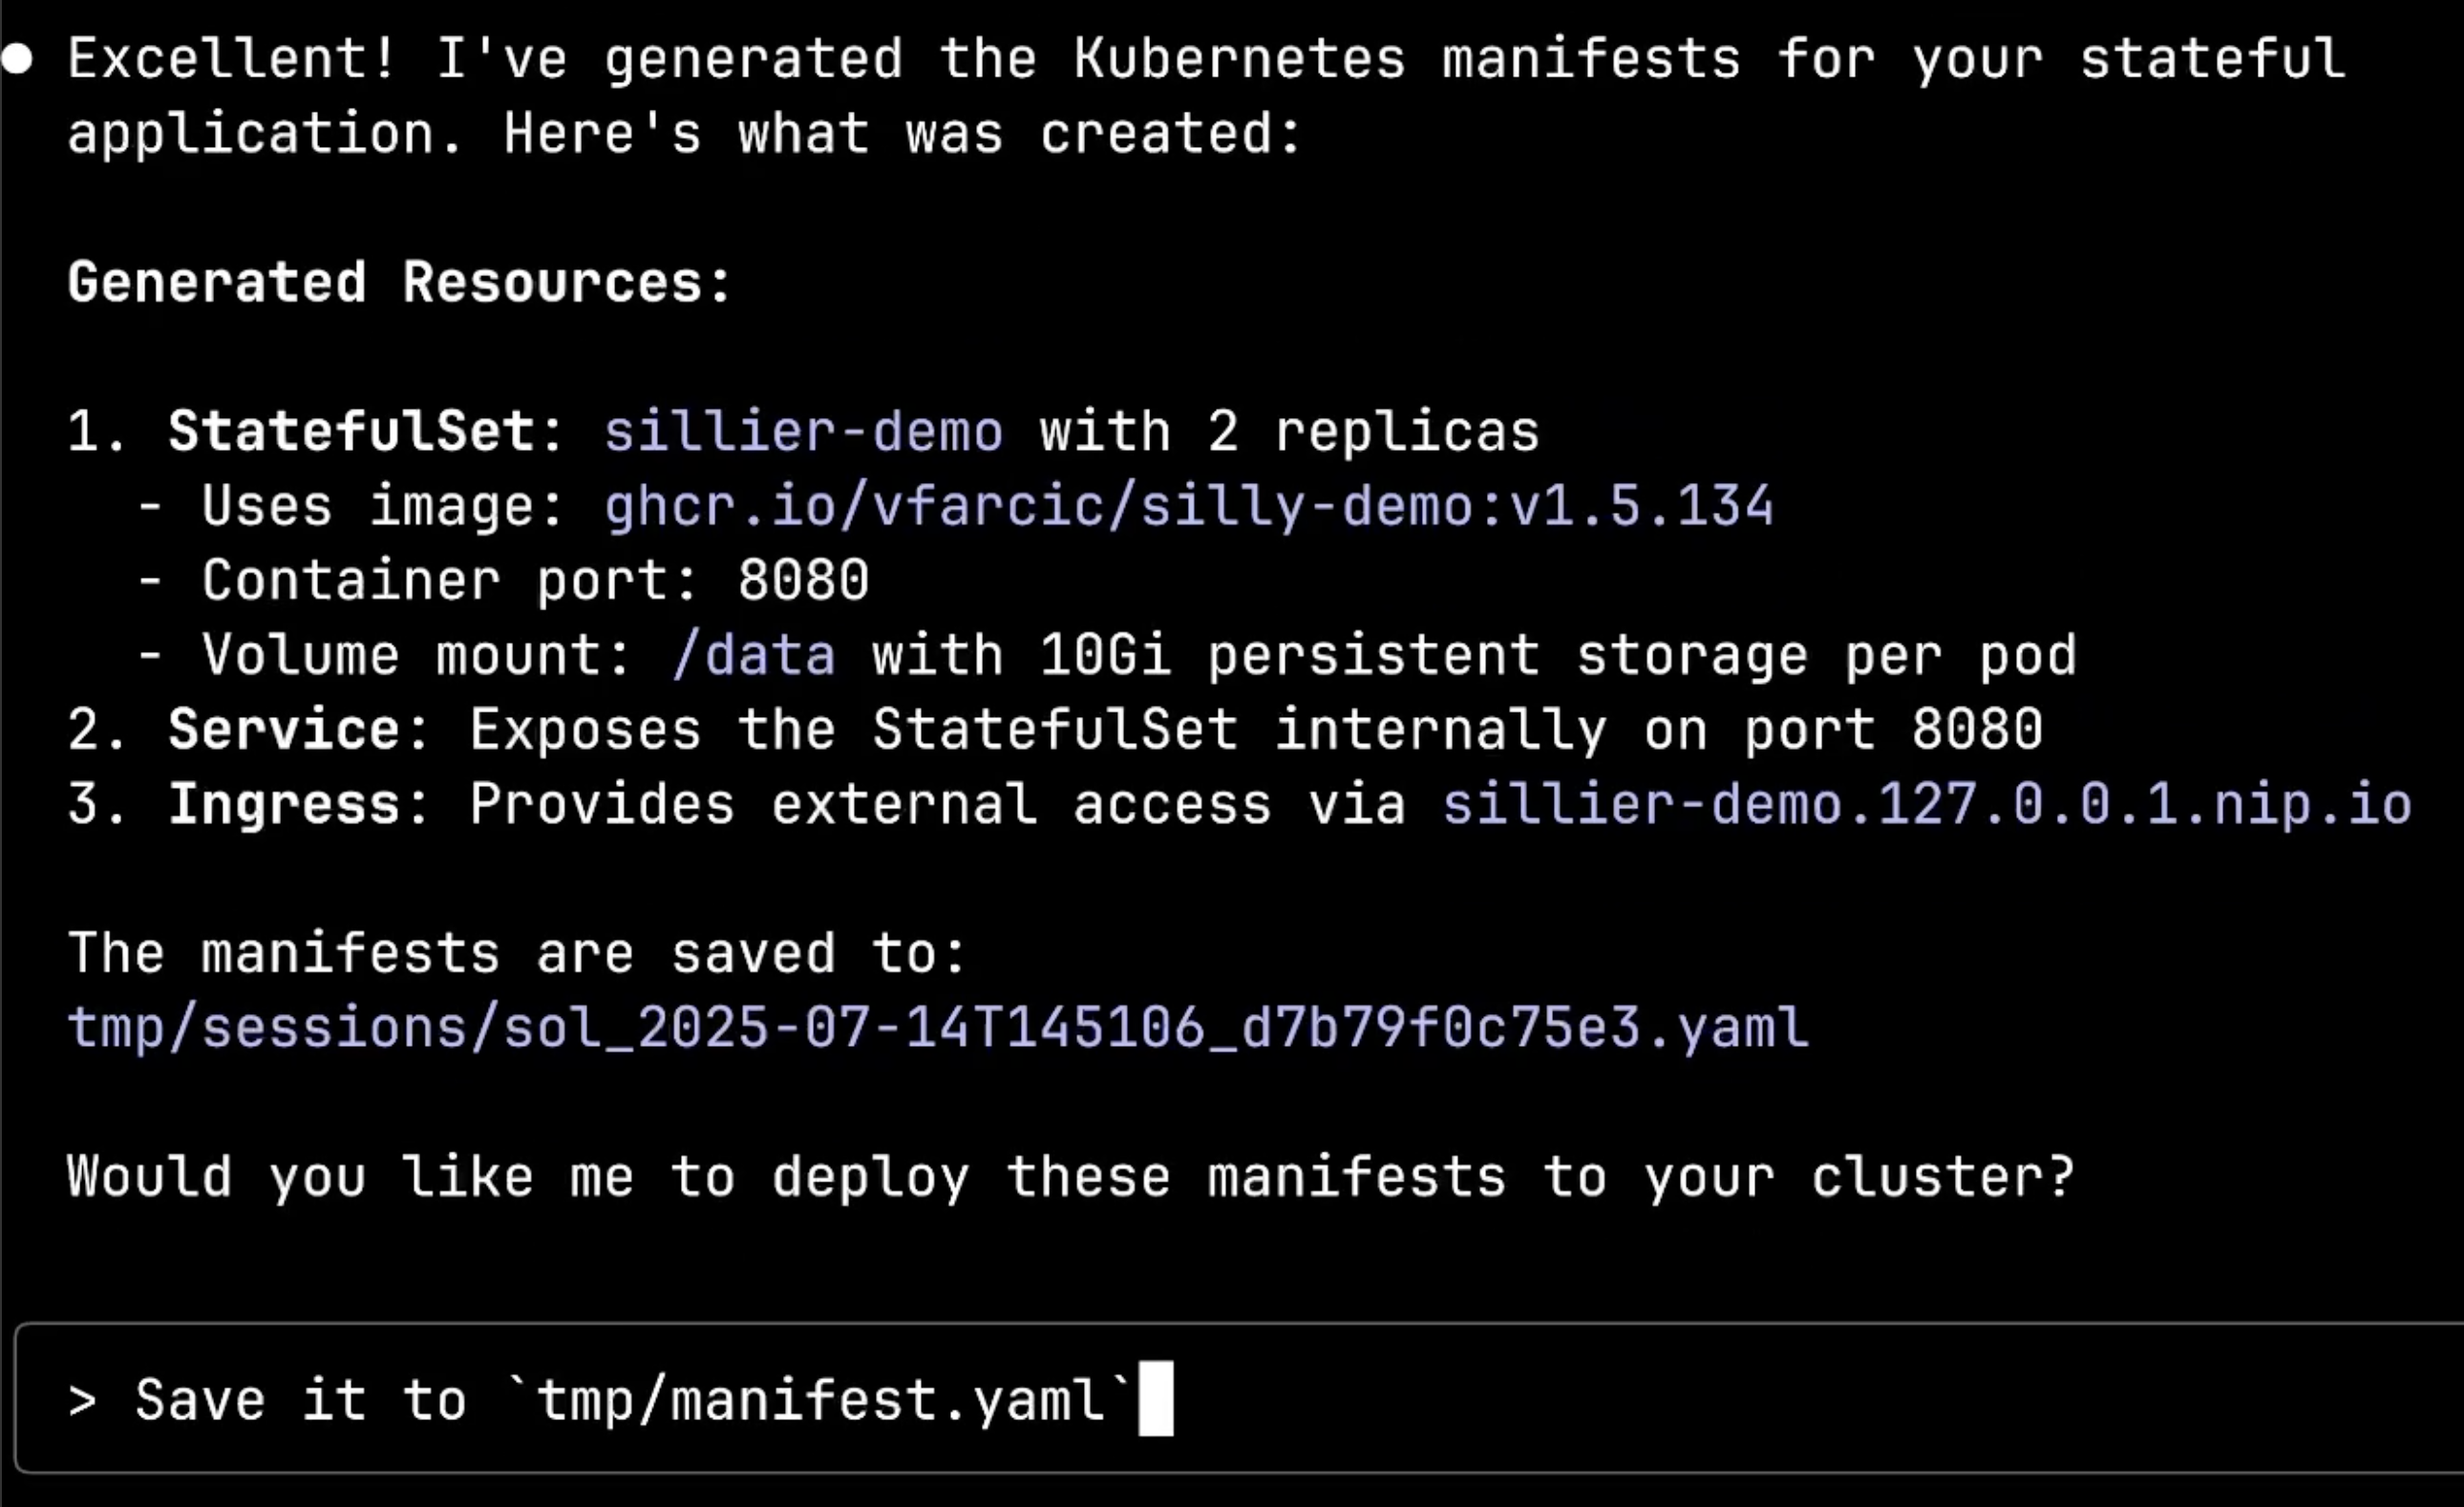 ● Excellent! I've generated the Kubernetes manifests for your stateful
application. Here's what was created:
Generated Resources:
1. StatefulSet: sillier-demo with 2 replicas
- Uses image: ghcr.io/vfarcic/silly-demo:v1.5.134
- Container port: 8080
- Volume mount: /data with 10Gi persistent storage per pod
2. Service: Exposes the StatefulSet internally on port 8080
3. Ingress: Provides external access via sillier-demo.127.0.0.1.nip.io
The manifests are saved to:
tmp/sessions/sol_2025-07-14T145106_d7b79f0c75e3.yaml
Would you like me to deploy these manifests to your cluster?
> Save it to `tmp/manifest.yaml`